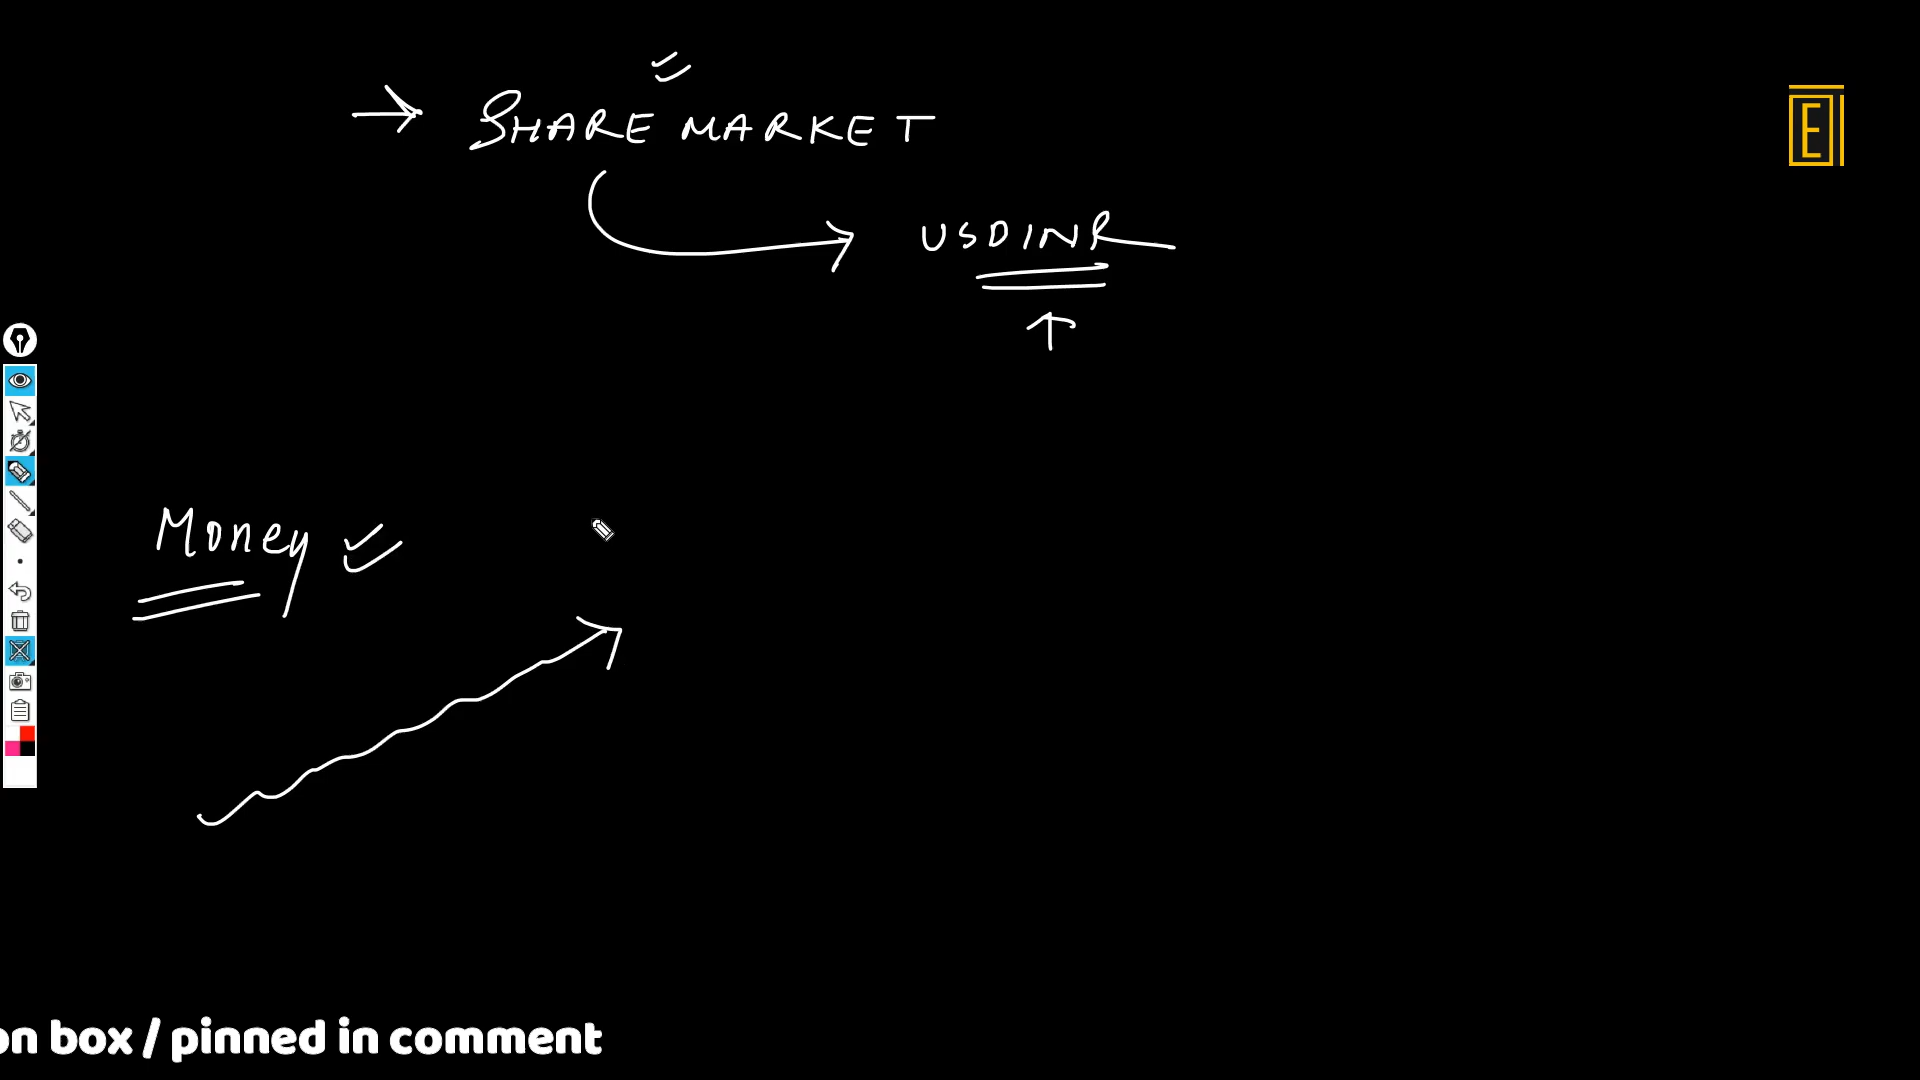 SHARE MARKET
E
USDINR
Money
on box / pinned in comment